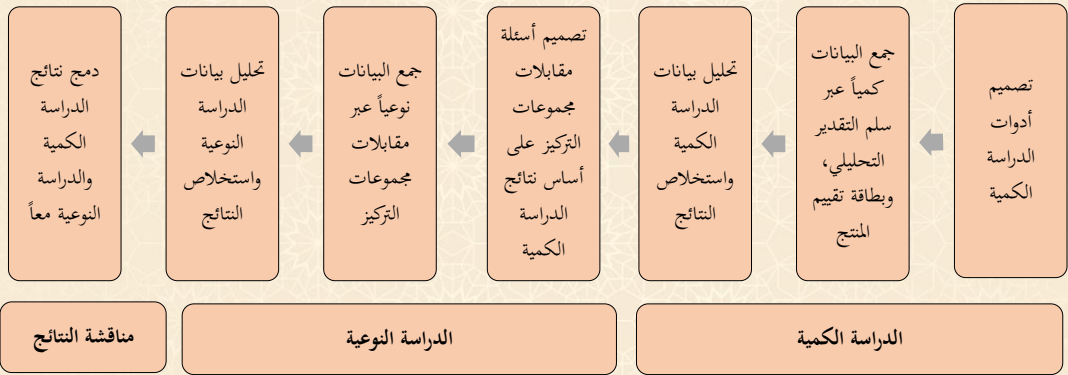 تصميم
أدوات
الدراسة
الكمية
جمع البيانات
كمياً عبر
سلم التقدير
التحليلي،
وبطاقة تقييم
المنتج
تحليل بيانات
الدراسة
الكمية
واستخلاص
النتائج
تصميم أسئلة
مقابلات
مجموعات
التركيز على
أساس نتائج
الدراسة
الكمية
جمع البيانات
نوعياً عبر
مقابلات
مجموعات
التركيز
تحليل بيانات
الدراسة
النوعية
واستخلاص
النتائج
دمج نتائج
الدراسة
الكمية
والدراسة
النوعية معاً
الدراسة الكمية
الدراسة النوعية
مناقشة النتائج